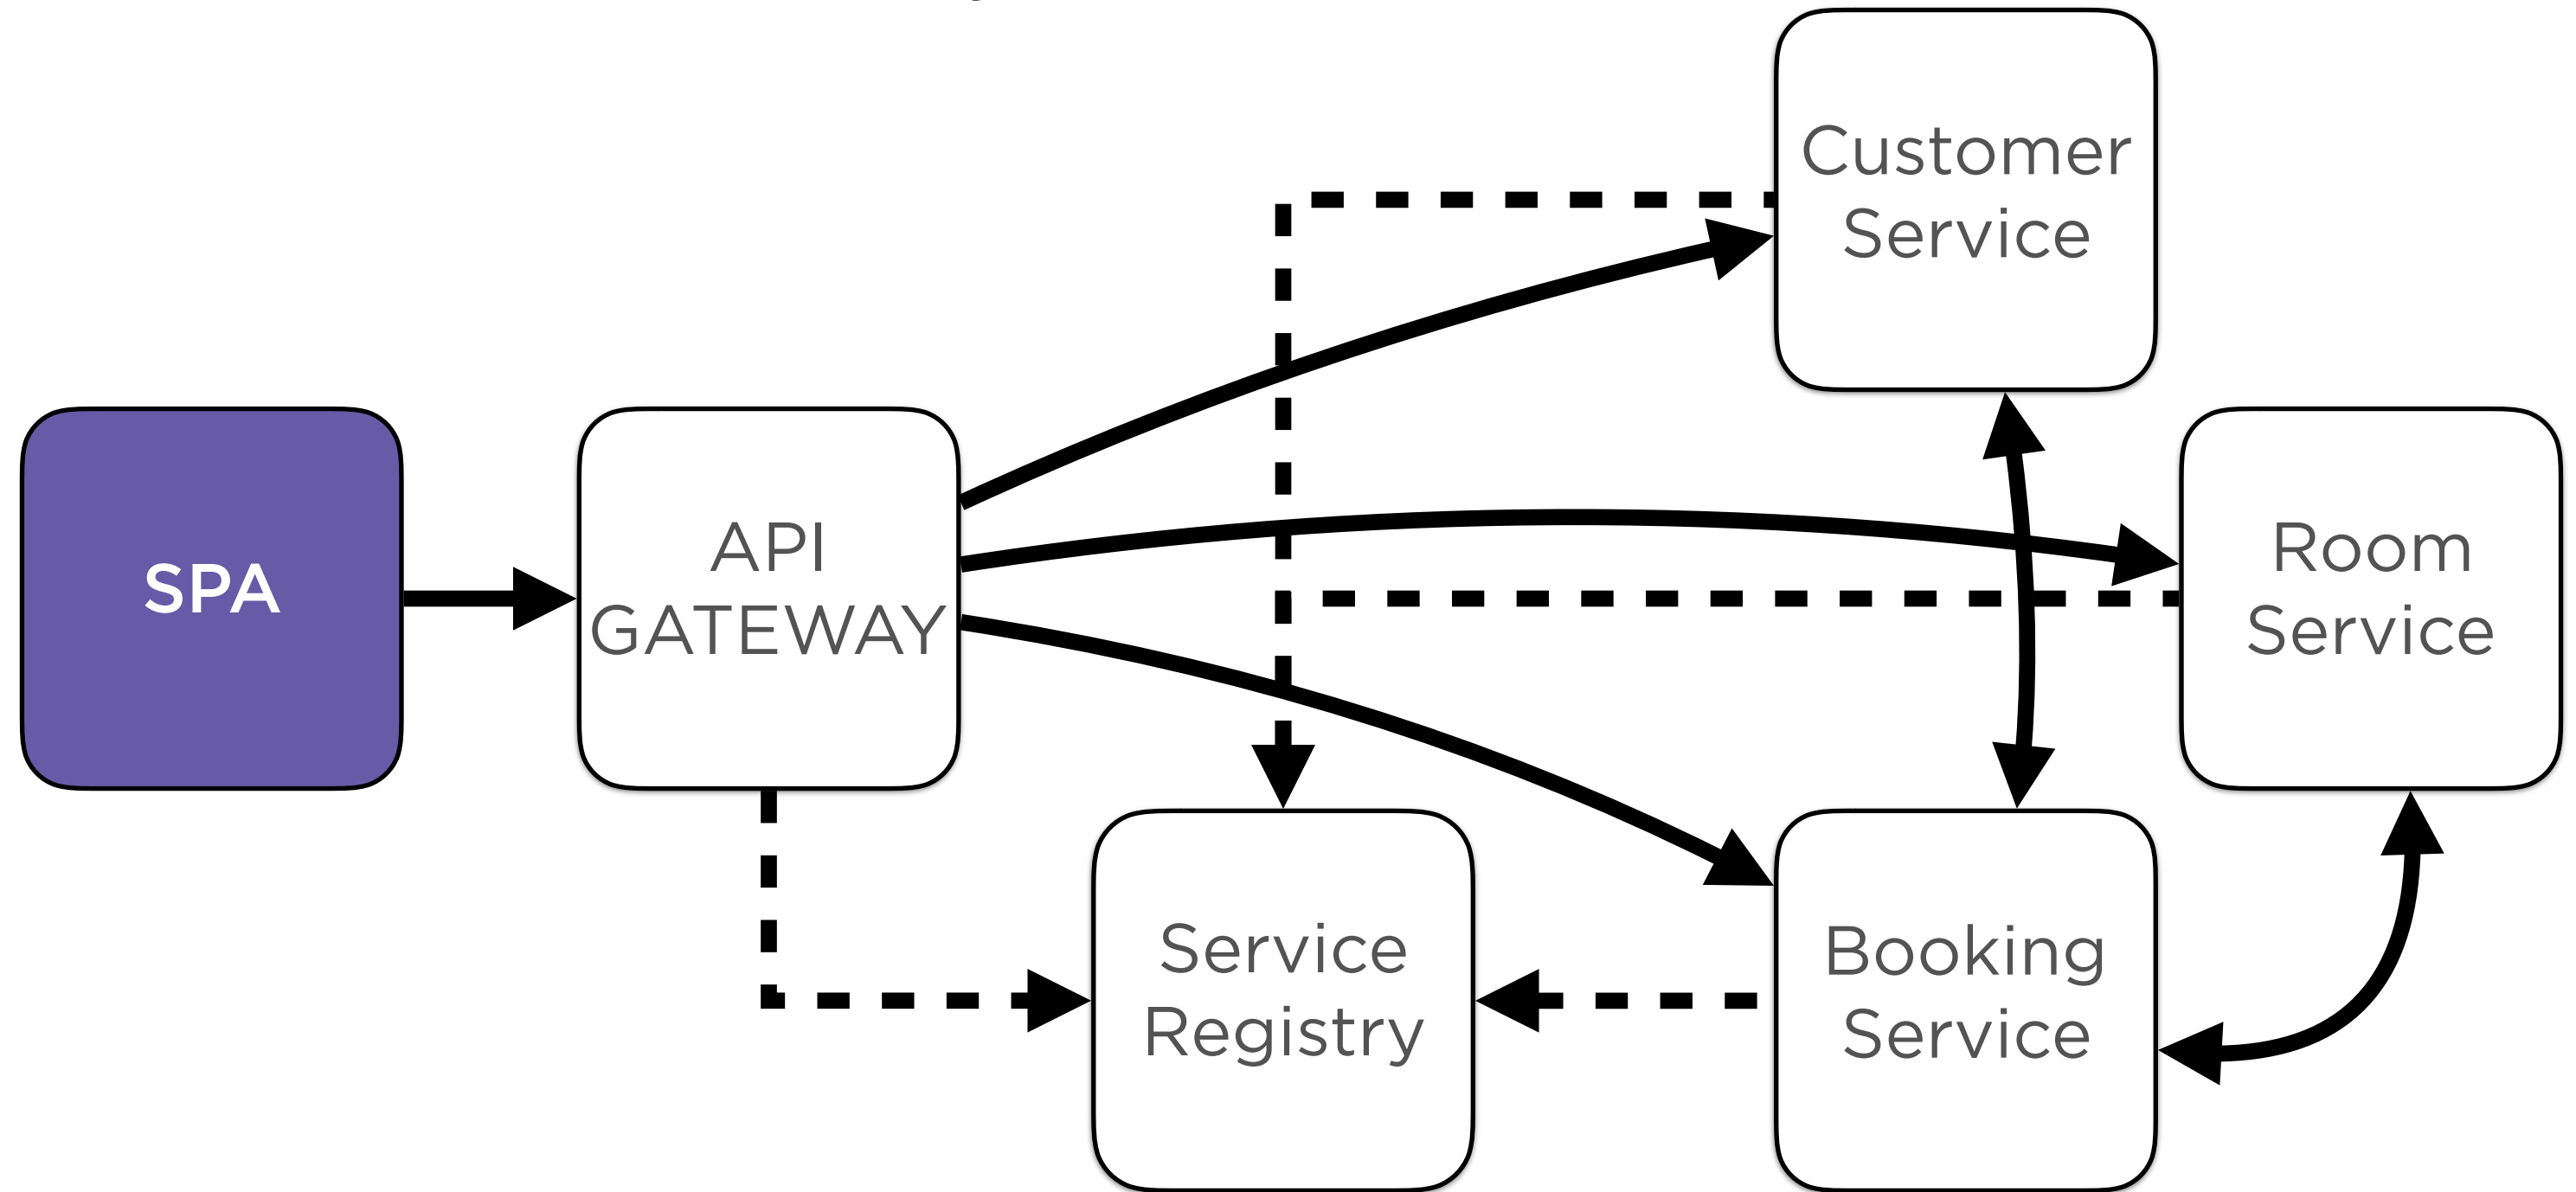 Customer
Service
SPA
API
GATEWAY
Room
Service
Service
Registry
Booking
Service